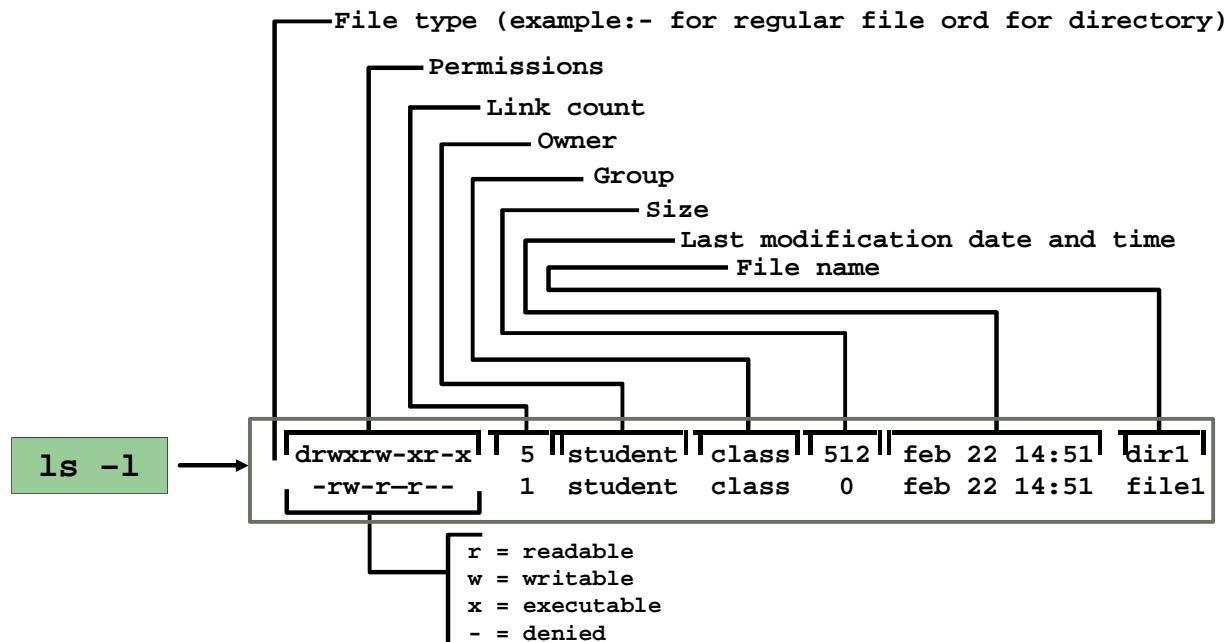 File type (example:- for regular file ord for directory)
Permissions
Link count
Owner
Group
Size
Last modification date and time
File name
ls –l
drwxrw-xr-x 5 student class 512 feb 22 14:51 dir1
-rw-r—r-- 1 student class 0 feb 22 14:51 file1
r = readable
w = writable
x = executable
- = denied